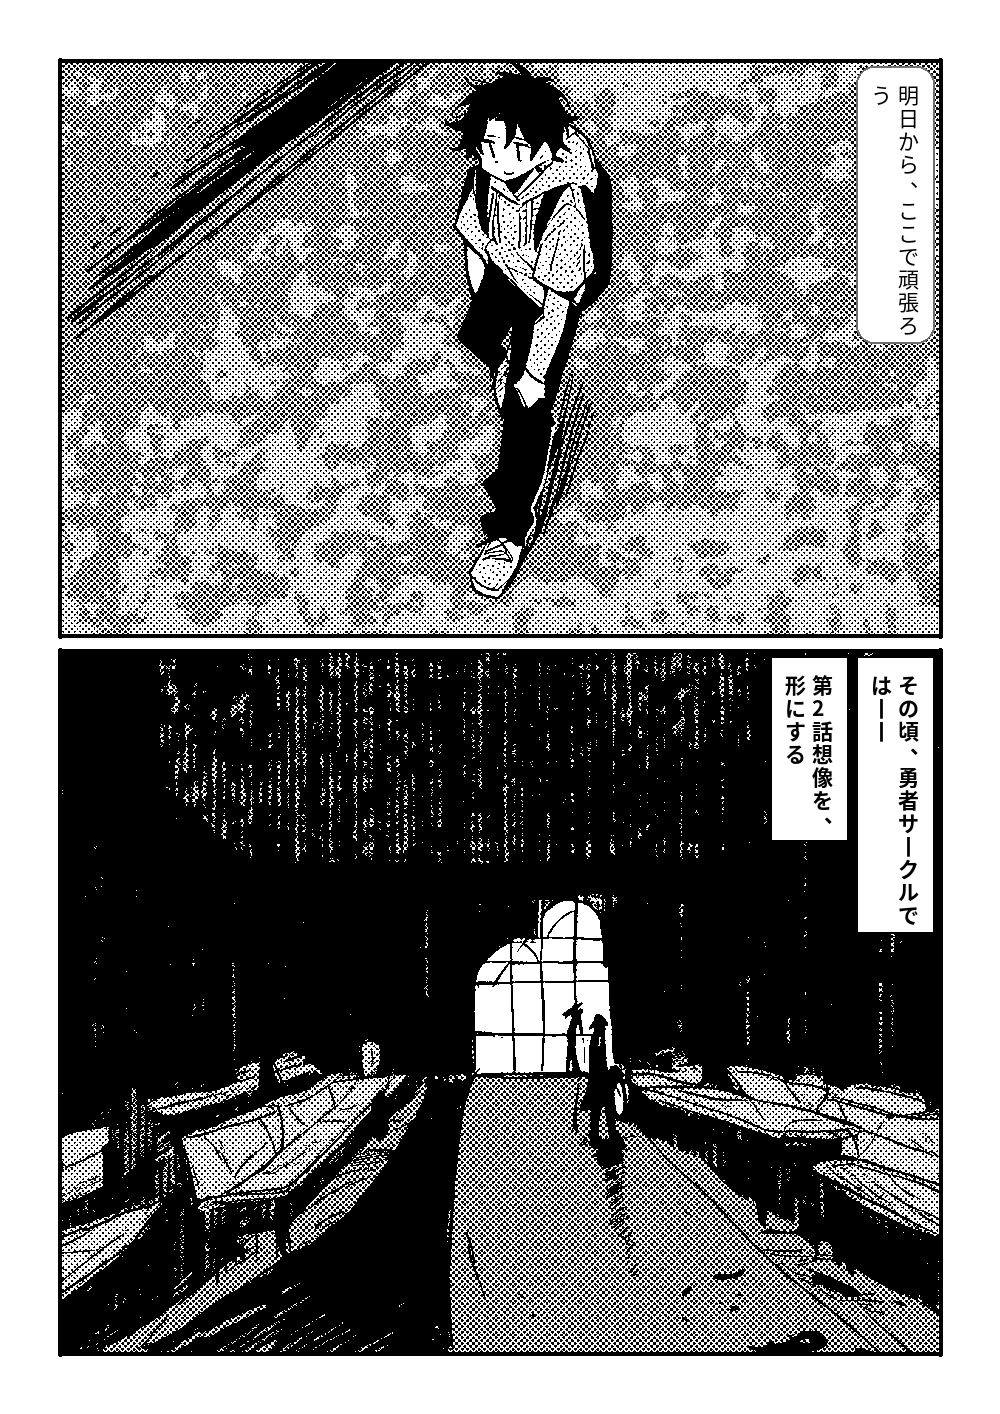 明日から、ここで頑張ろ
う
その頃、勇者サークルで
は——
第2話想像を、
形にする